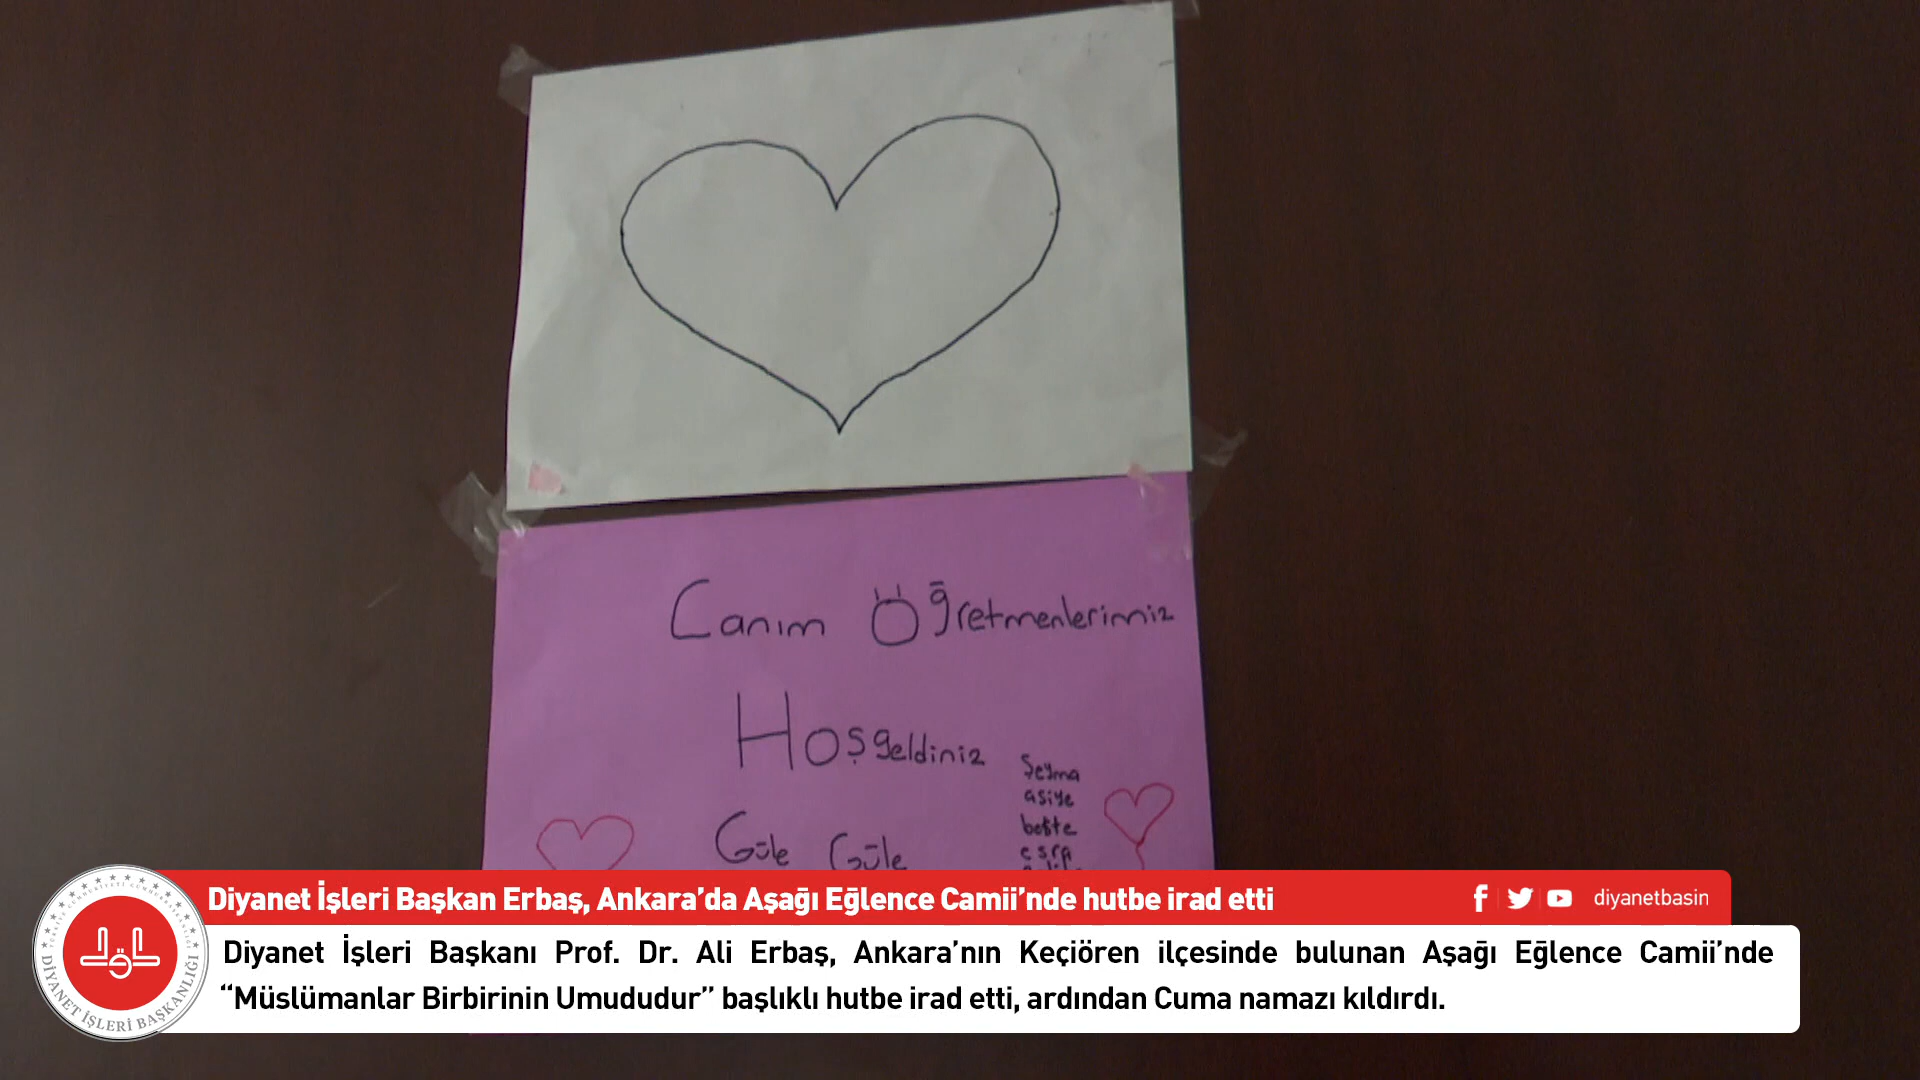 Canım Öğretmenlerimiz
Hoşgeldiniz
Şeyma
asiye
beste
esra
Güle Güle
Diyanet İşleri Başkan Erbaş, Ankara’da Aşağı Eğlence Camii’nde hutbe irad etti
diyanetbasin
Diyanet İşleri Başkanı Prof. Dr. Ali Erbaş, Ankara’nın Keçiören ilçesinde bulunan Aşağı Eğlence Camii’nde
“Müslümanlar Birbirinin Umududur” başlıklı hutbe irad etti, ardından Cuma namazı kıldırdı.
DİYANET İŞLERİ BAŞKANLIĞI